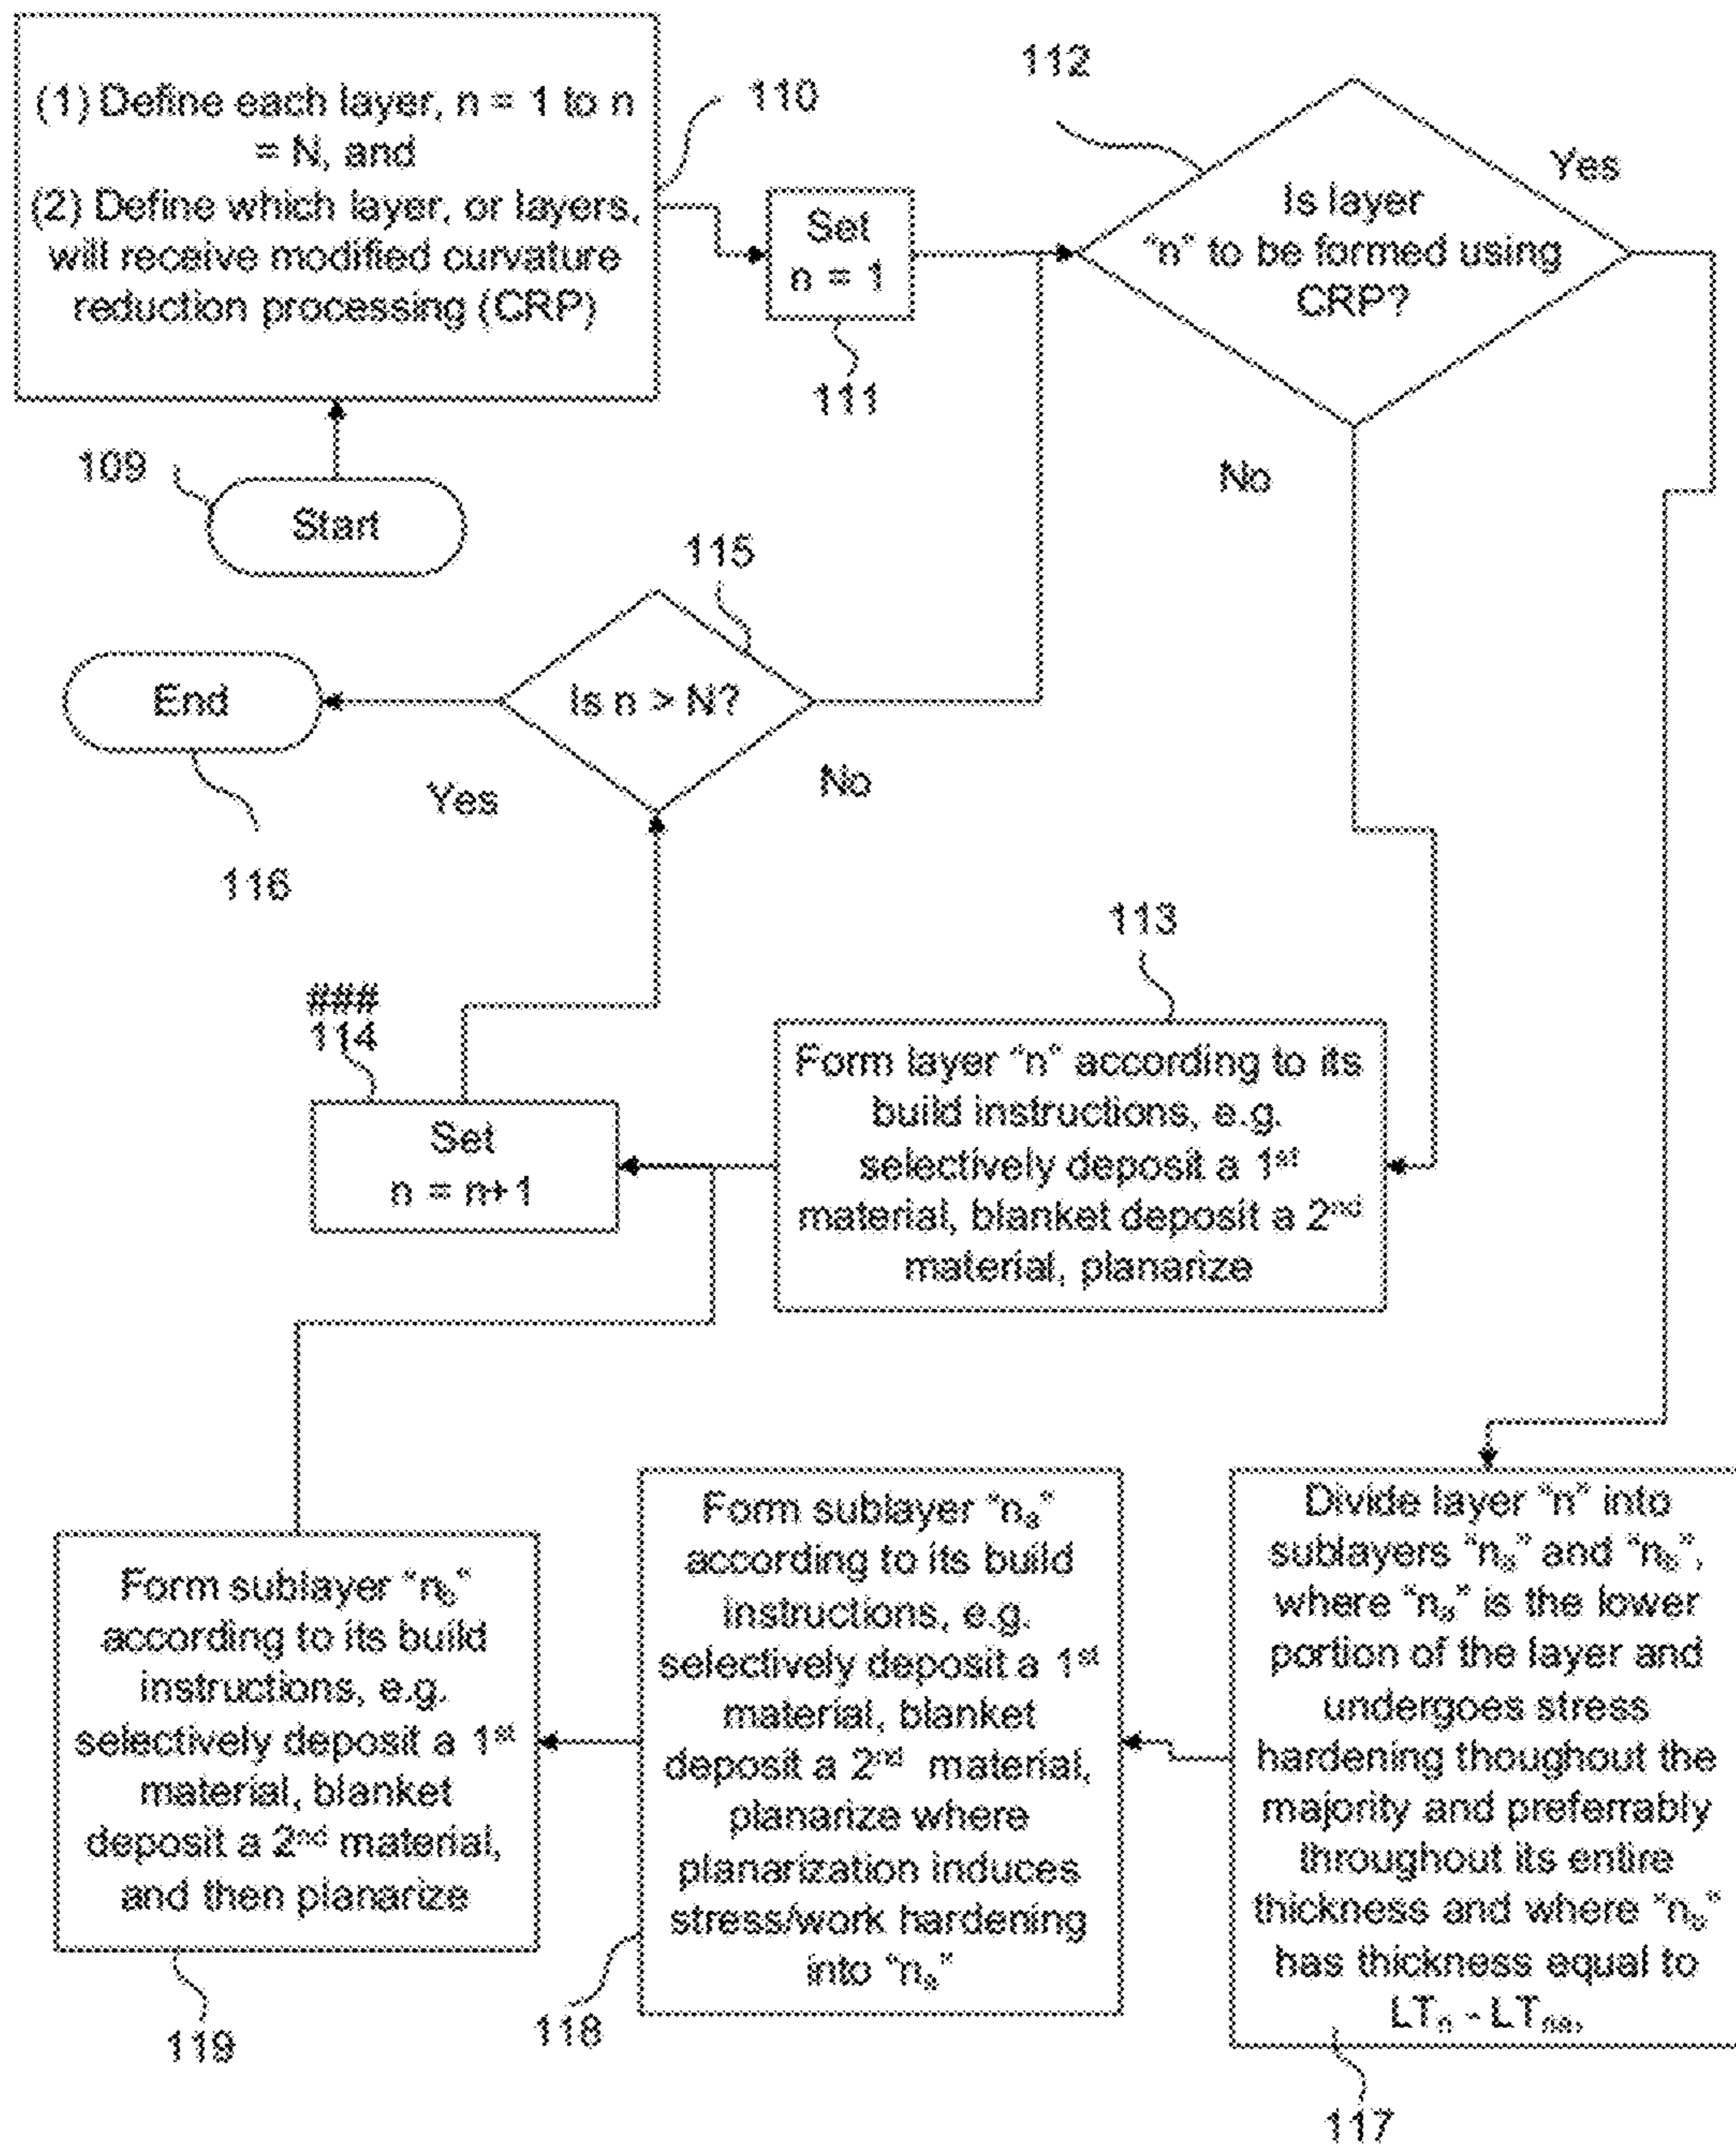 (1) Define each layer, n = 1 to n
= N, and
(2) Define which layer, or layers,
will receive modified curvature
reduction processing (CRP)
110
Set
n = 1
111
112
Is layer
"n" to be formed using
CRP?
Yes
No
109
Start
115
Is n > N?
End
Yes
No
116
113
###
114
Set
n = n+1
Form layer "n" according to its
build instructions, e.g.
selectively deposit a 1st
material, blanket deposit a 2nd
material, planarize
Form sublayer "nb"
according to its build
instructions, e.g.
selectively deposit a 1st
material, blanket
deposit a 2nd material,
and then planarize
119
Form sublayer "na"
according to its build
instructions, e.g.
selectively deposit a 1st
material, blanket
deposit a 2nd material,
planarize where
planarization induces
stress/work hardening
into "na"
118
Divide layer "n" into
sublayers "na" and "nb",
where "na" is the lower
portion of the layer and
undergoes stress
hardening thoughout the
majority and preferrably
throughout its entire
thickness and where "nb"
has thickness equal to
LTn - LTna,
117